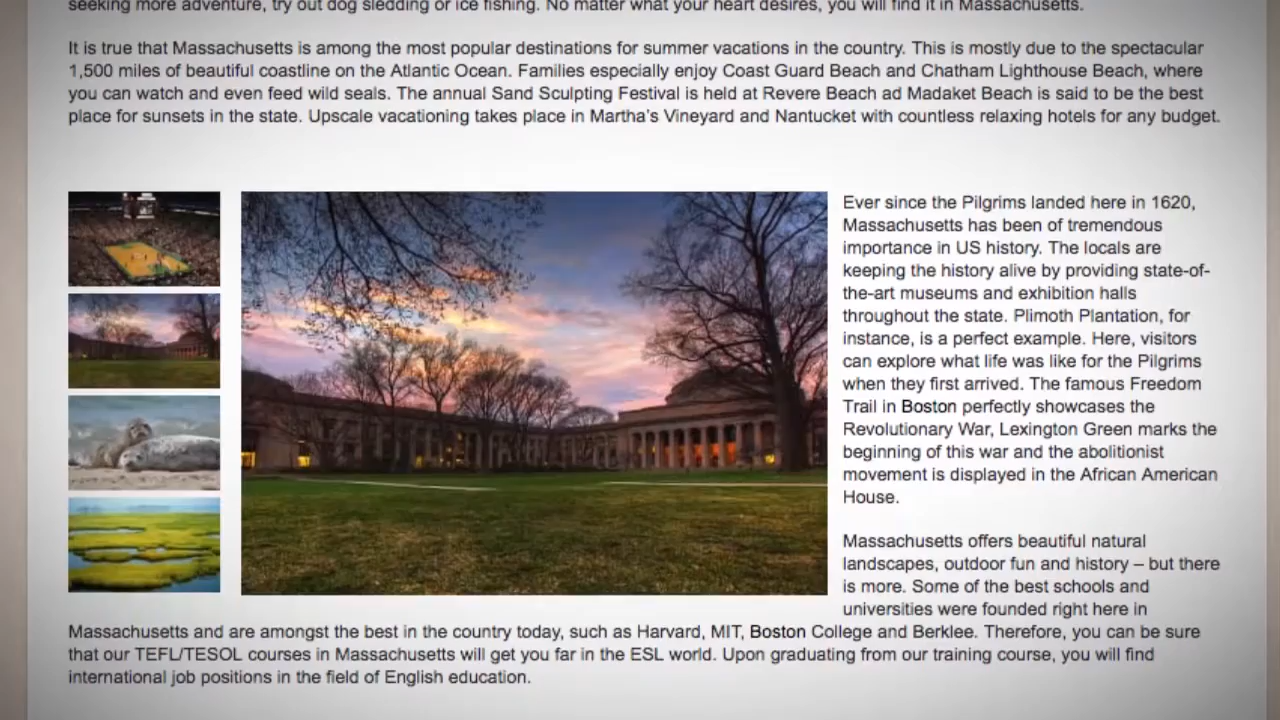 seeking more adventure, try out dog sledding or ice fishing. No matter what your heart desires, you will find it in Massachusetts.
It is true that Massachusetts is among the most popular destinations for summer vacations in the country. This is mostly due to the spectacular
1,500 miles of beautiful coastline on the Atlantic Ocean. Families especially enjoy Coast Guard Beach and Chatham Lighthouse Beach, where
you can watch and even feed wild seals. The annual Sand Sculpting Festival is held at Revere Beach ad Madaket Beach is said to be the best
place for sunsets in the state. Upscale vacationing takes place in Martha's Vineyard and Nantucket with countless relaxing hotels for any budget.
Ever since the Pilgrims landed here in 1620,
Massachusetts has been of tremendous
importance in US history. The locals are
keeping the history alive by providing state-of-
the-art museums and exhibition halls
throughout the state. Plimoth Plantation, for
instance, is a perfect example. Here, visitors
can explore what life was like for the Pilgrims
when they first arrived. The famous Freedom
Trail in Boston perfectly showcases the
Revolutionary War, Lexington Green marks the
beginning of this war and the abolitionist
movement is displayed in the African American
House.
Massachusetts offers beautiful natural
landscapes, outdoor fun and history – but there
is more. Some of the best schools and
universities were founded right here in
Massachusetts and are amongst the best in the country today, such as Harvard, MIT, Boston College and Berklee. Therefore, you can be sure
that our TEFL/TESOL courses in Massachusetts will get you far in the ESL world. Upon graduating from our training course, you will find
international job positions in the field of English education.